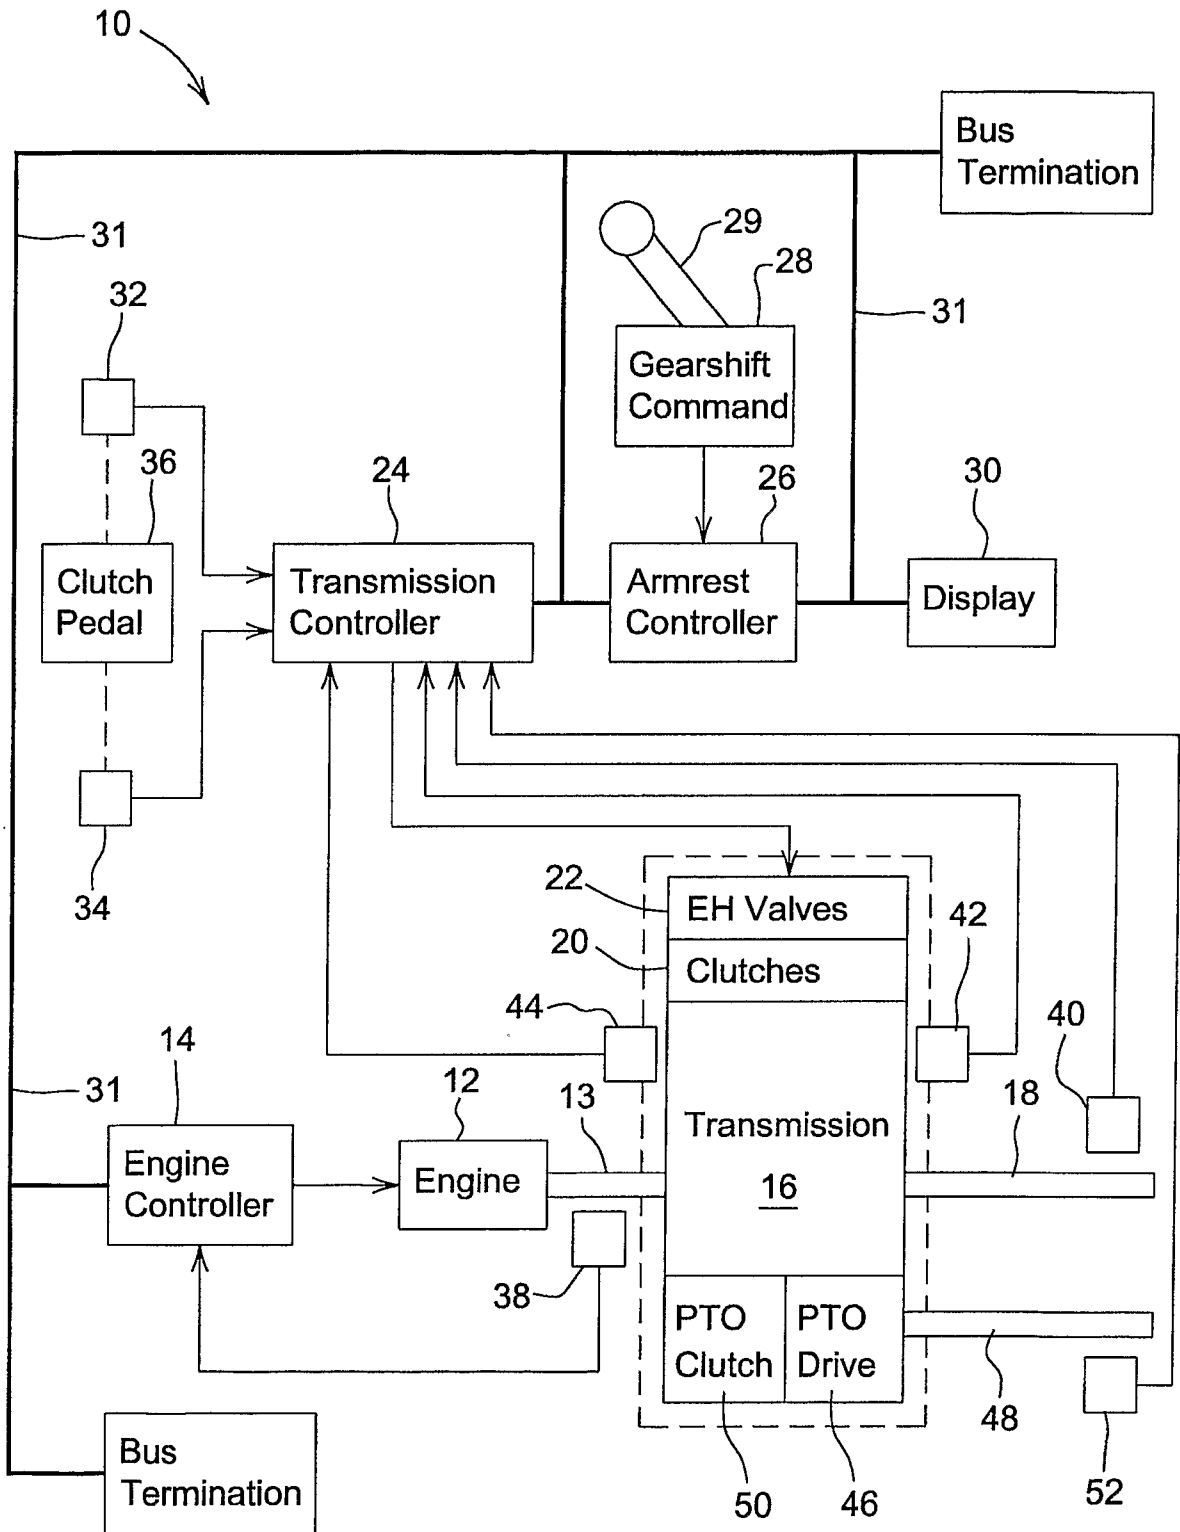 10
Bus
Termination
31
29
28
32
31
Gearshift
Command
36
24
26
30
Clutch
Pedal
Transmission
Controller
Armrest
Controller
Display
34
22
EH Valves
42
20
Clutches
44
40
14
12
13
18
31
Transmission
16
Engine
Controller
Engine
38
PTO
Clutch
PTO
Drive
48
Bus
Termination
50
46
52